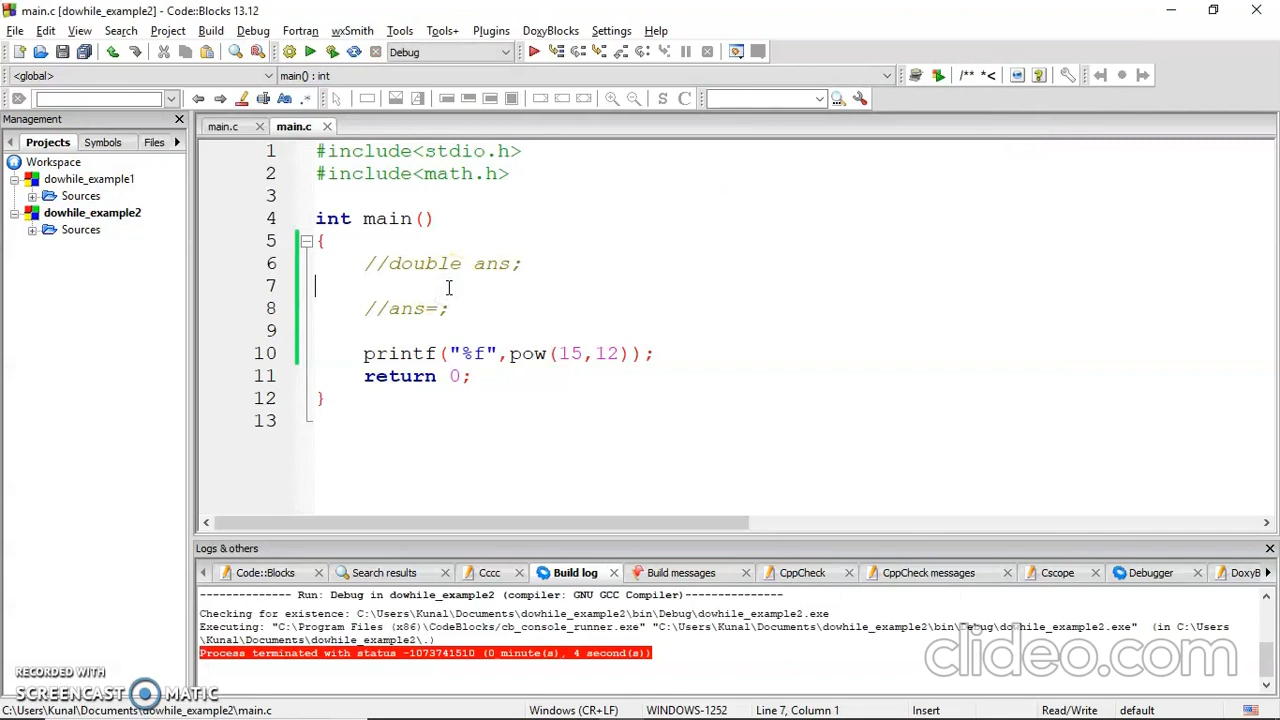 main.c [dowhile_example2] - Code::Blocks 13.12
File Edit View Search Project Build Debug Fortran wxSmith Tools Tools+ Plugins DoxyBlocks Settings Help
Debug
<global> main() : int /** *<
S C
Management
Projects Symbols Files
main.c main.c
Workspace
dowhile_example1
Sources
dowhile_example2
Sources
1 #include<stdio.h>
2 #include<math.h>
3
4 int main()
5 {
6 //double ans;
7
8 //ans=;
9
10 printf("%f",pow(15,12));
11 return 0;
12 }
13
Logs & others
Code::Blocks Search results Cccc Build log Build messages CppCheck CppCheck messages Cscope Debugger DoxyB
-------------- Run: Debug in dowhile_example2 (compiler: GNU GCC Compiler)---------------
Checking for existence: C:\Users\Kunal\Documents\dowhile_example2\bin\Debug\dowhile_example2.exe
Executing: "C:\Program Files (x86)\CodeBlocks/cb_console_runner.exe" "C:\Users\Kunal\Documents\dowhile_example2\bin\Debug\dowhile_example2.exe" (in C:\Users
\Kunal\Documents\dowhile_example2\.)
Process terminated with status -1073741510 (0 minute(s), 4 second(s))
clideo.com
RECORDED WITH
SCREENCAST MATIC
C:\Users\Kunal\Documents\dowhile_example2\main.c Windows (CR+LF) WINDOWS-1252 Line 7, Column 1 Insert Read/Write default